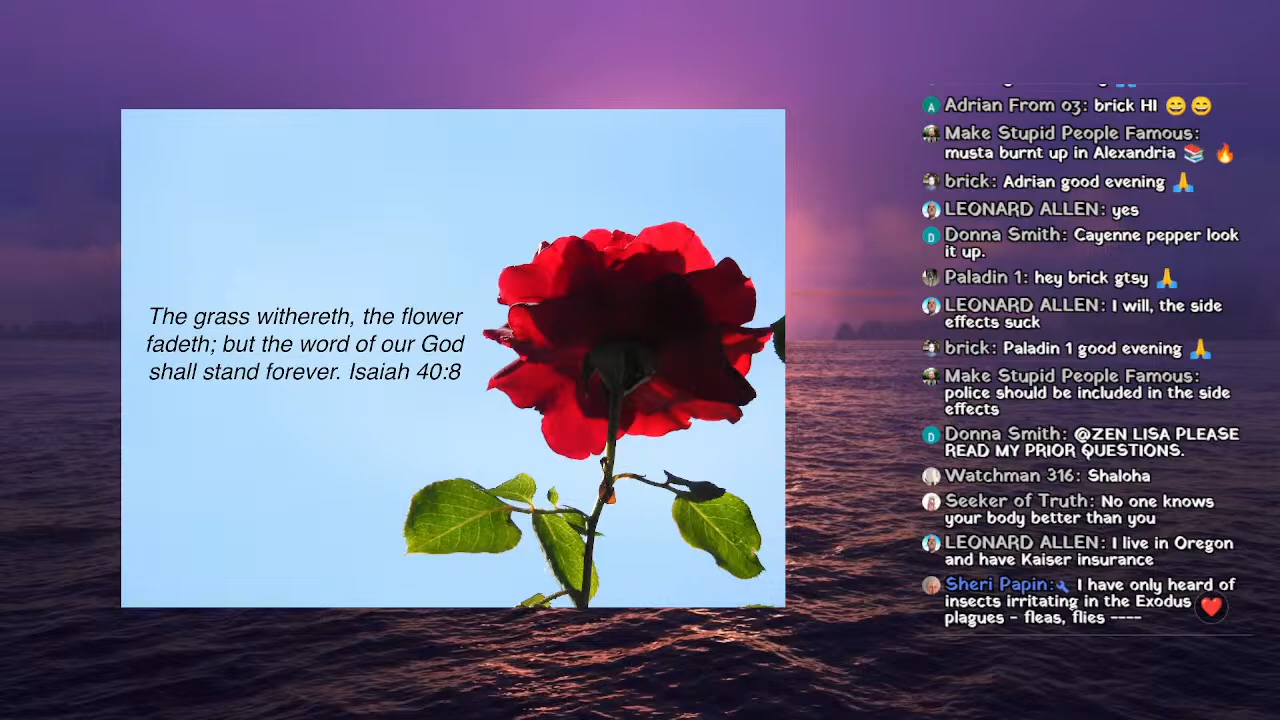 The grass withereth, the flower
fadeth; but the word of our God
shall stand forever. Isaiah 40:8
A Adrian From 03: brick HI 😄 😄
Make Stupid People Famous:
musta burnt up in Alexandria 📚 🔥
brick: Adrian good evening 🙏
LEONARD ALLEN: yes
D Donna Smith: Cayenne pepper look
it up.
Paladin 1: hey brick gtsy 🙏
LEONARD ALLEN: I will, the side
effects suck
brick: Paladin 1 good evening 🙏
Make Stupid People Famous:
police should be included in the side
effects
D Donna Smith: @ZEN LISA PLEASE
READ MY PRIOR QUESTIONS.
Watchman 316: Shaloha
Seeker of Truth: No one knows
your body better than you
LEONARD ALLEN: I live in Oregon
and have Kaiser insurance
Sheri Papin:🔧 I have only heard of
insects irritating in the Exodus
plagues - fleas, flies ----